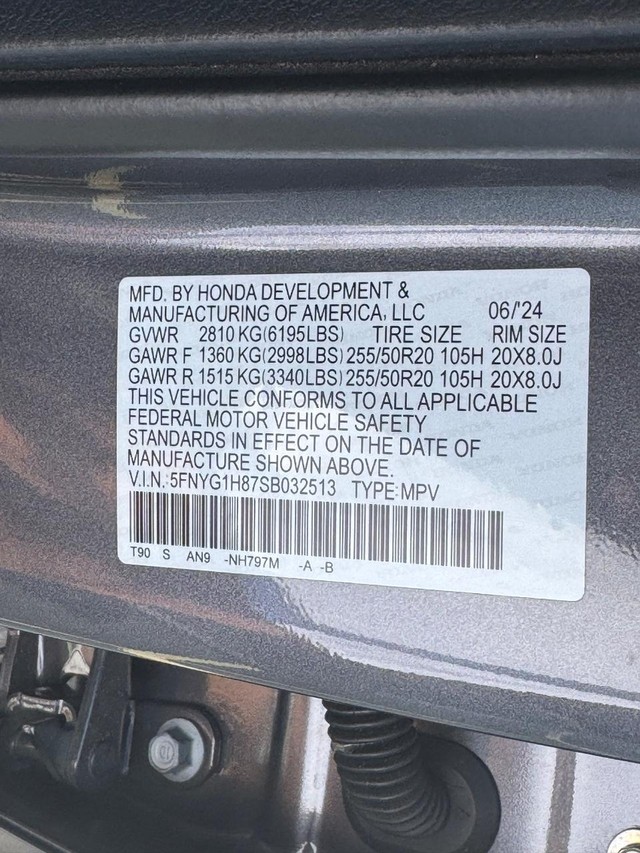 MFD. BY HONDA DEVELOPMENT &
MANUFACTURING OF AMERICA, LLC 06/'24
GVWR 2810 KG(6195LBS) TIRE SIZE RIM SIZE
GAWR F 1360 KG(2998LBS) 255/50R20 105H 20X8.0J
GAWR R 1515 KG(3340LBS) 255/50R20 105H 20X8.0J
THIS VEHICLE CONFORMS TO ALL APPLICABLE
FEDERAL MOTOR VEHICLE SAFETY
STANDARDS IN EFFECT ON THE DATE OF
MANUFACTURE SHOWN ABOVE.
V.I.N.:5FNYG1H87SB032513 TYPE:MPV
T90 S AN9 -NH797M -A -B